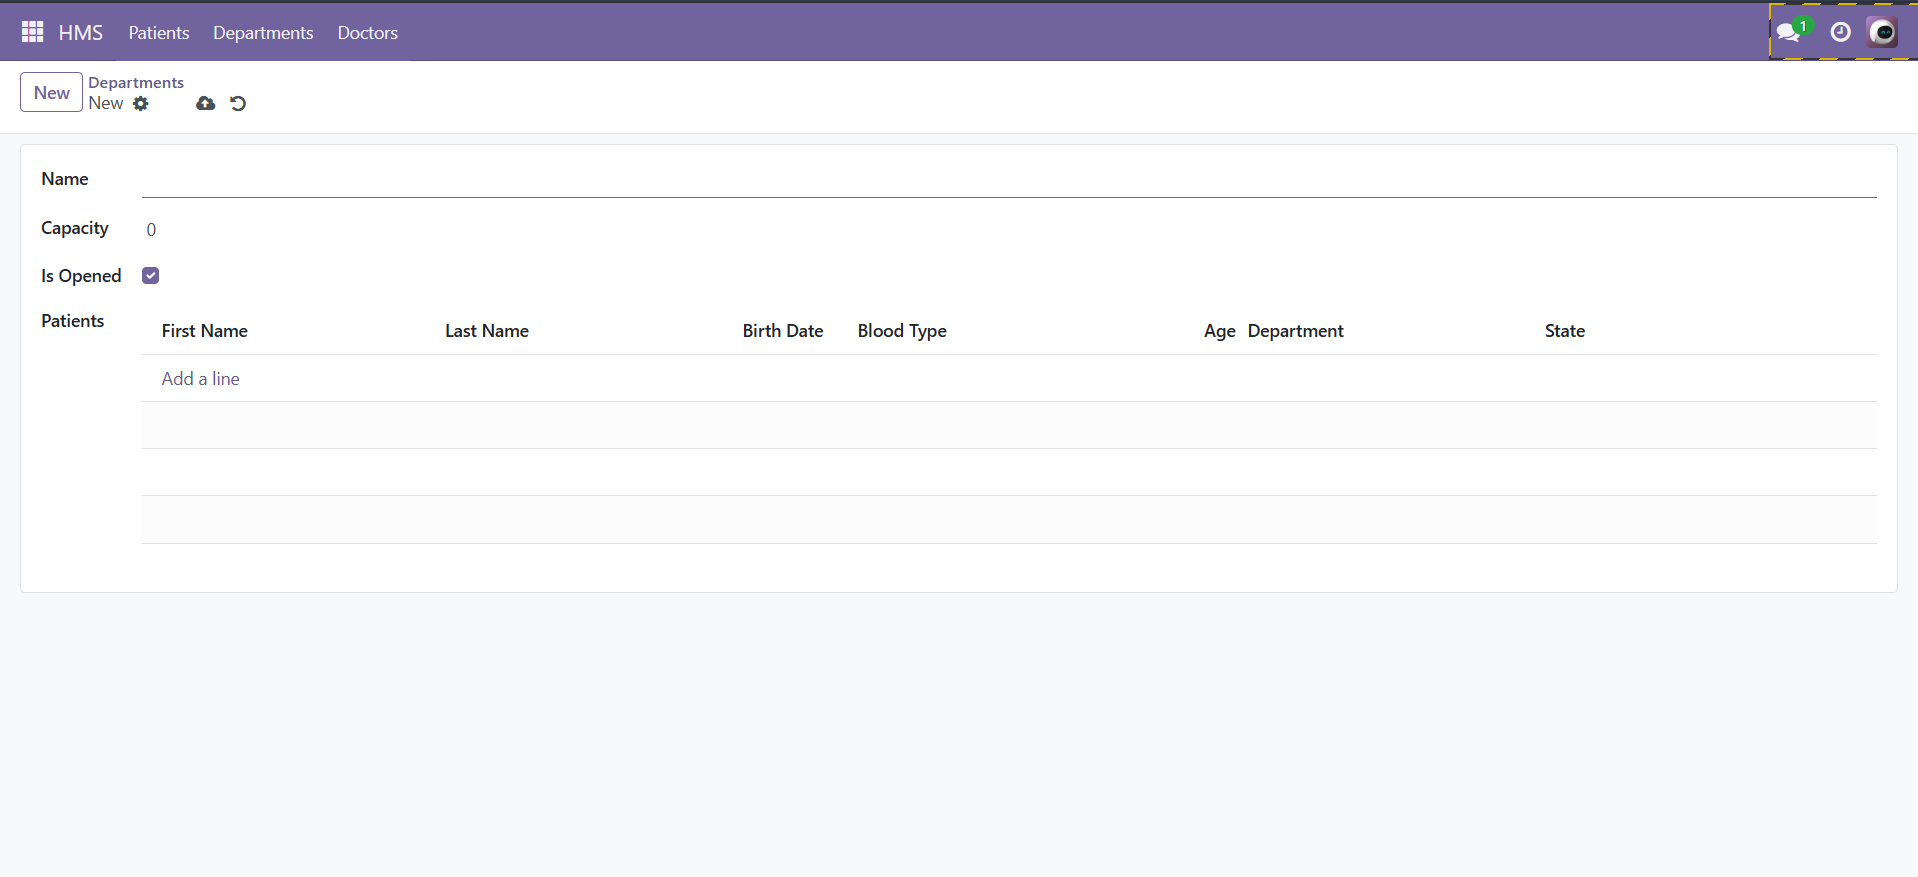 HMS Patients Departments Doctors 1
New Departments
New
Name
Capacity 0
Is Opened
Patients First Name Last Name Birth Date Blood Type Age Department State
Add a line